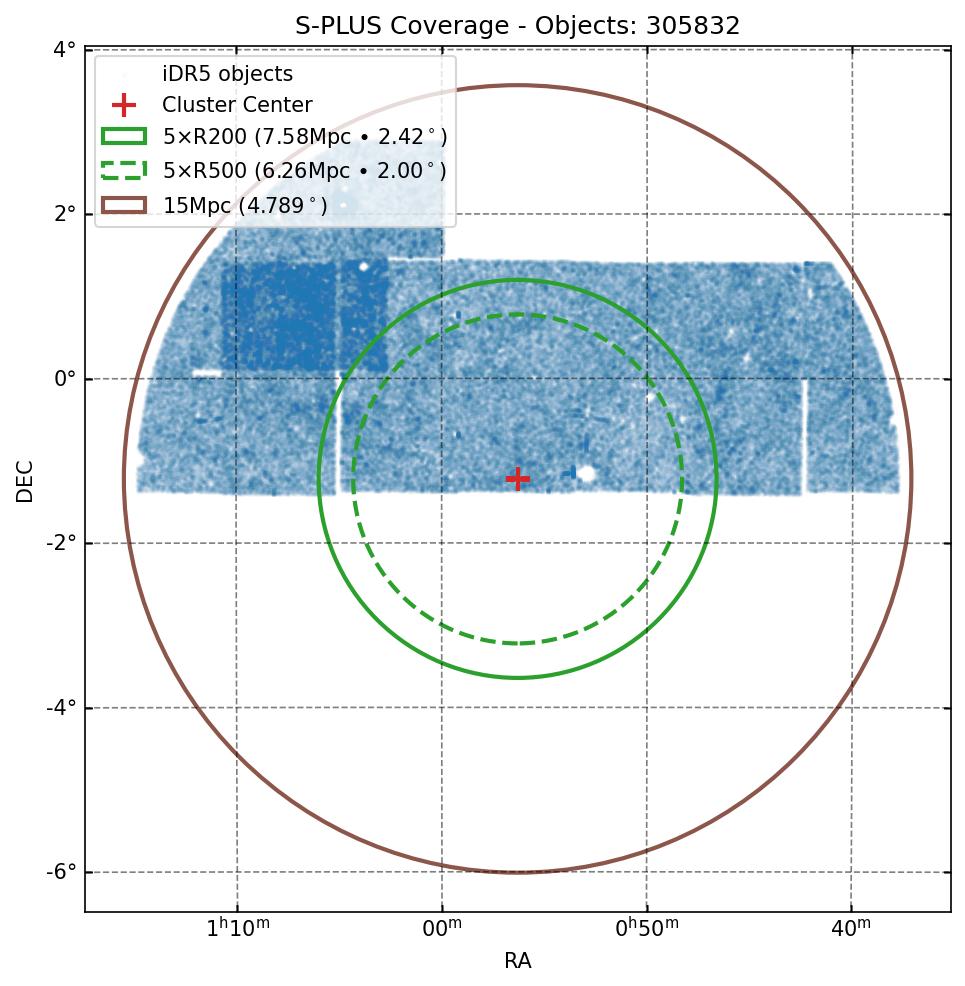 S-PLUS Coverage - Objects: 305832
iDR5 objects
Cluster Center
5×R200 (7.58Mpc • 2.42°)
5×R500 (6.26Mpc • 2.00°)
15Mpc (4.789°)
4°
2°
0°
-2°
-4°
-6°
DEC
1ʰ10ᵐ 00ᵐ 0ʰ50ᵐ 40ᵐ
RA